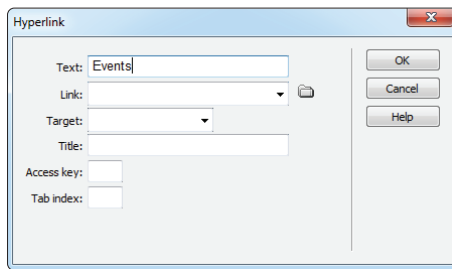 Hyperlink
Text: Events
OK
Link:
Cancel
Target:
Help
Title:
Access key:
Tab index: